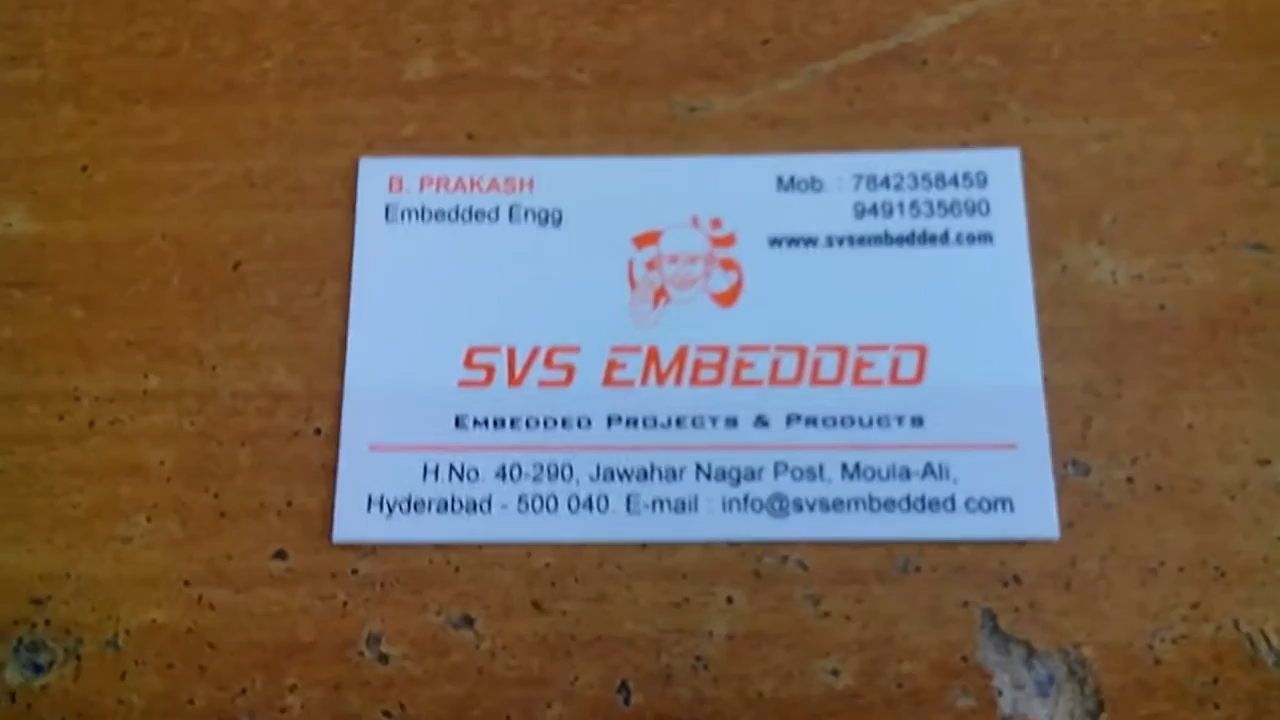 B. PRAKASH
Embedded Engg
Mob. : 7842358459
9491535690
www.svsembedded.com
SVS EMBEDDED
EMBEDDED PROJECTS & PRODUCTS
H.No. 40-290, Jawahar Nagar Post, Moula-Ali,
Hyderabad - 500 040. E-mail : info@svsembedded.com